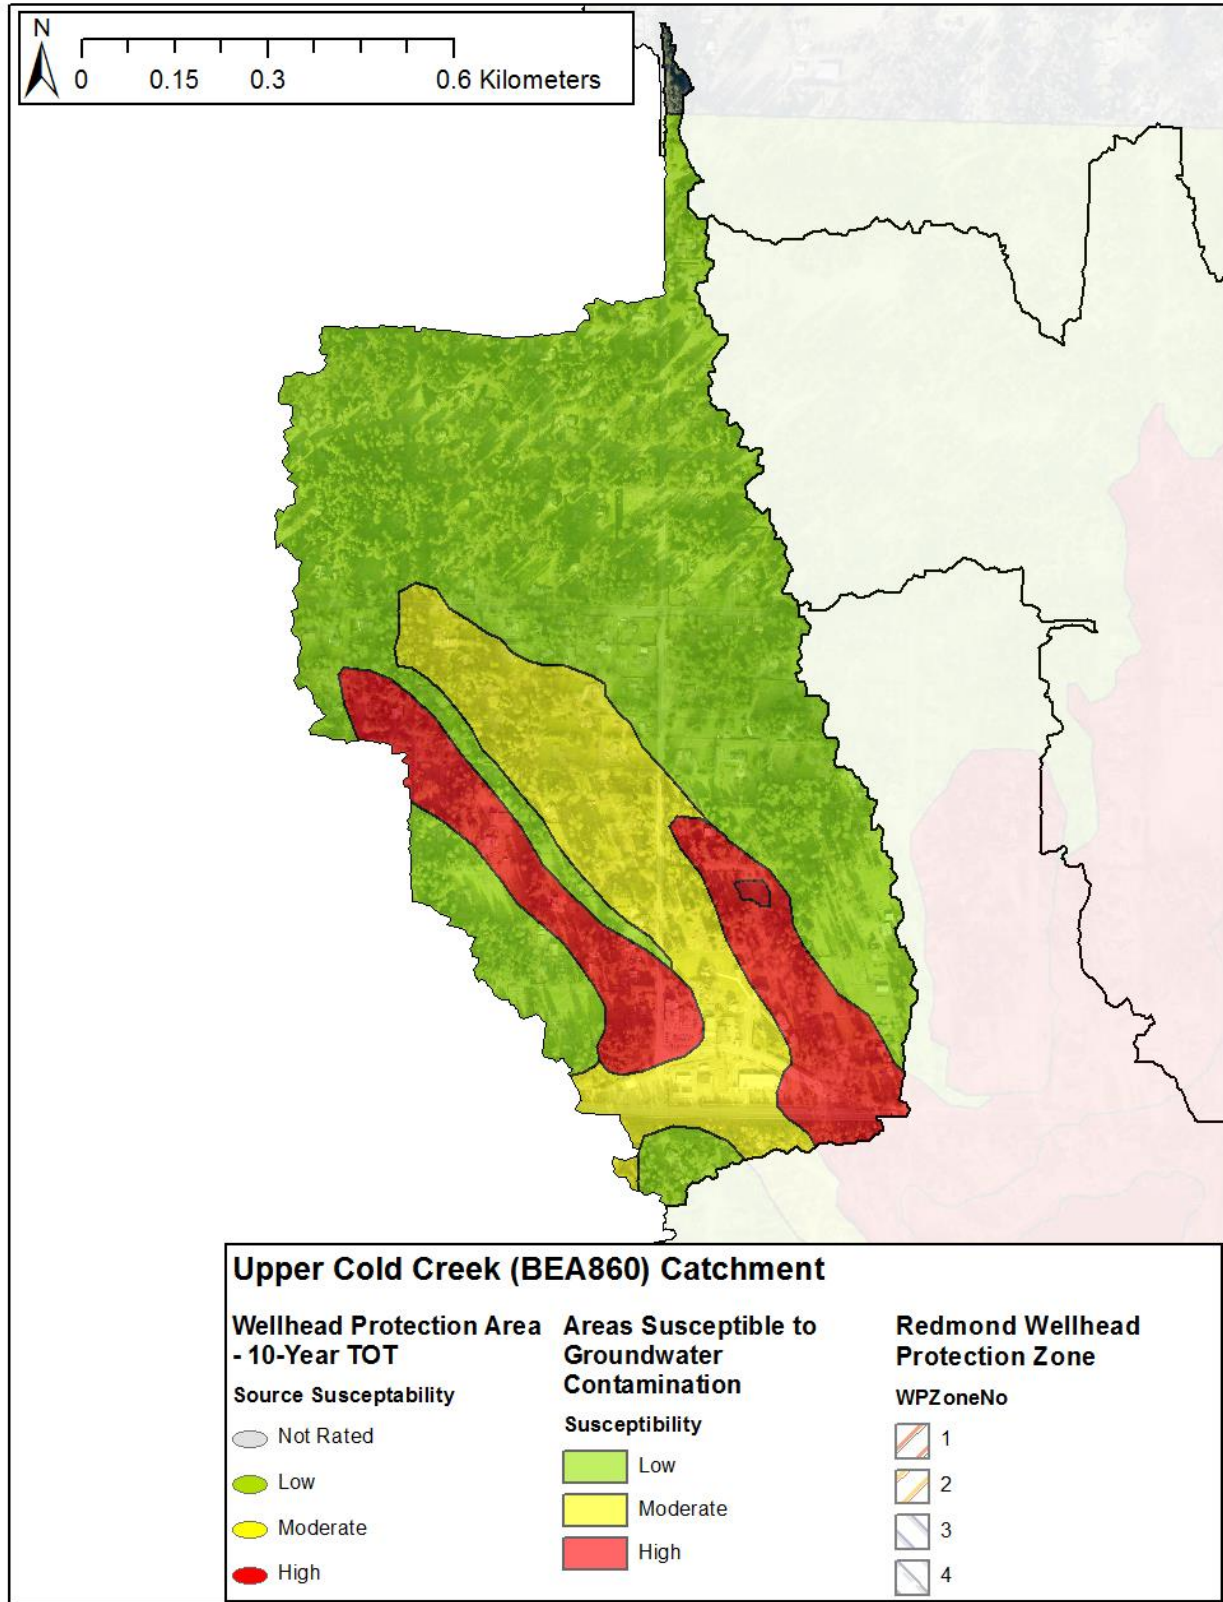 N
0 0.15 0.3 0.6 Kilometers
Upper Cold Creek (BEA860) Catchment
Wellhead Protection Area
- 10-Year TOT
Source Susceptability
Not Rated
Low
Moderate
High
Areas Susceptible to
Groundwater
Contamination
Susceptibility
Low
Moderate
High
Redmond Wellhead
Protection Zone
WPZoneNo
1
2
3
4